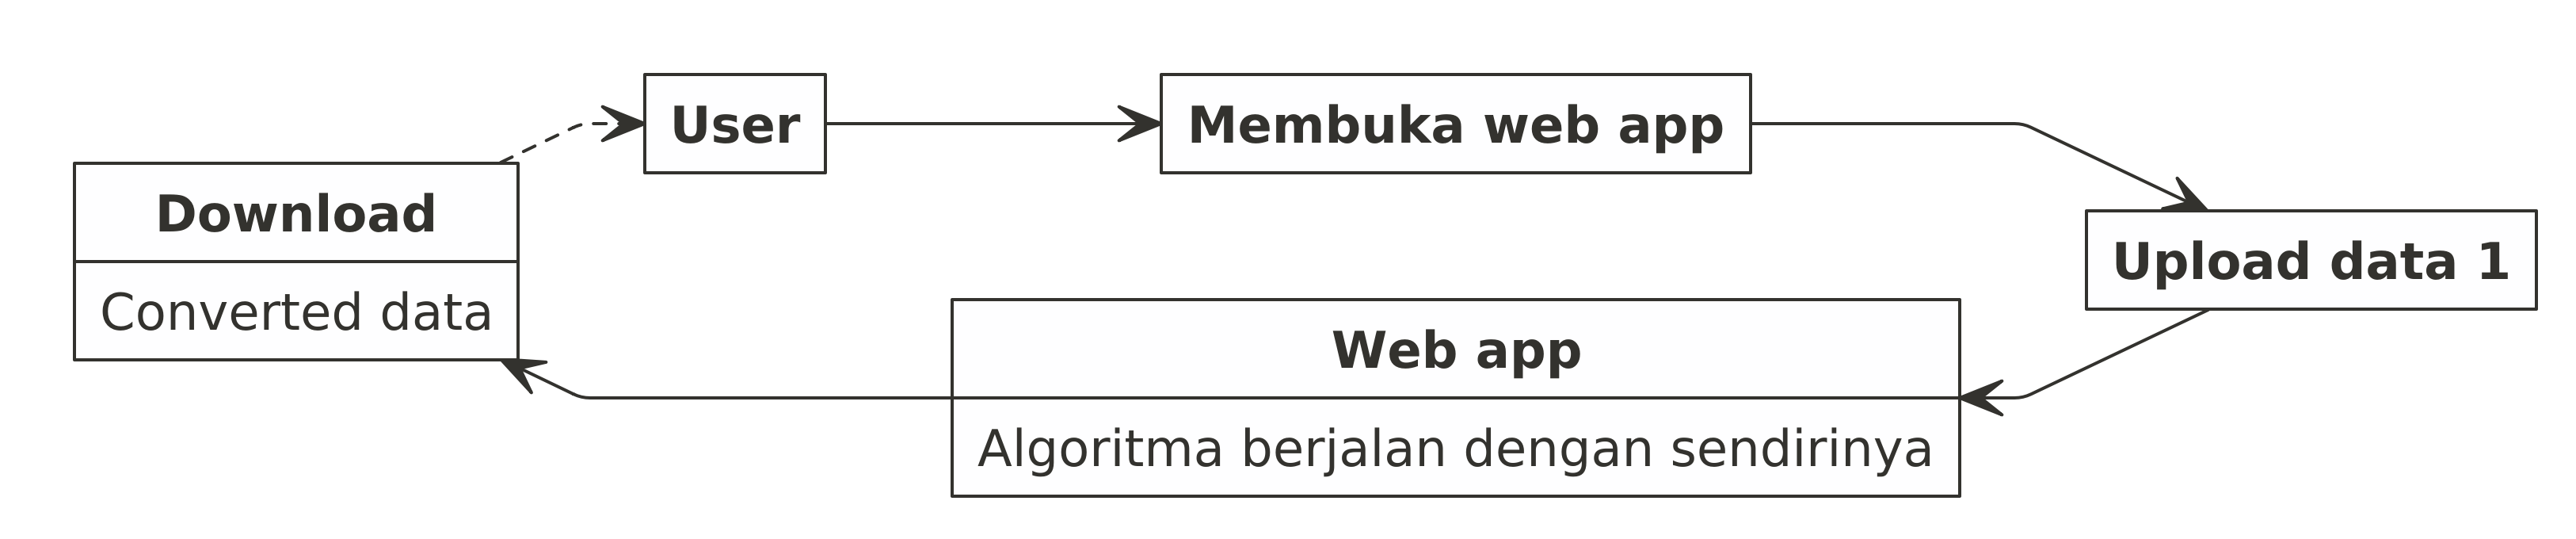 User
Membuka web app
Download
Converted data
Upload data 1
Web app
Algoritma berjalan dengan sendirinya